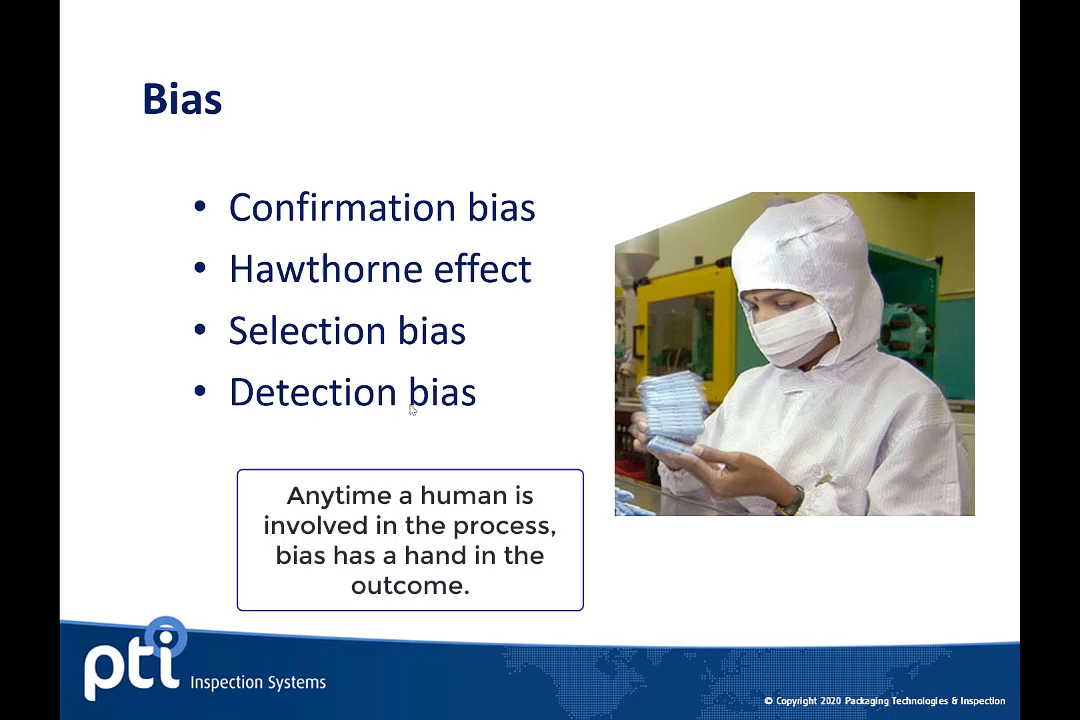 Bias
• Confirmation bias
• Hawthorne effect
• Selection bias
• Detection bias
Anytime a human is
involved in the process,
bias has a hand in the
outcome.
pti Inspection Systems
© Copyright 2020 Packaging Technologies & Inspection